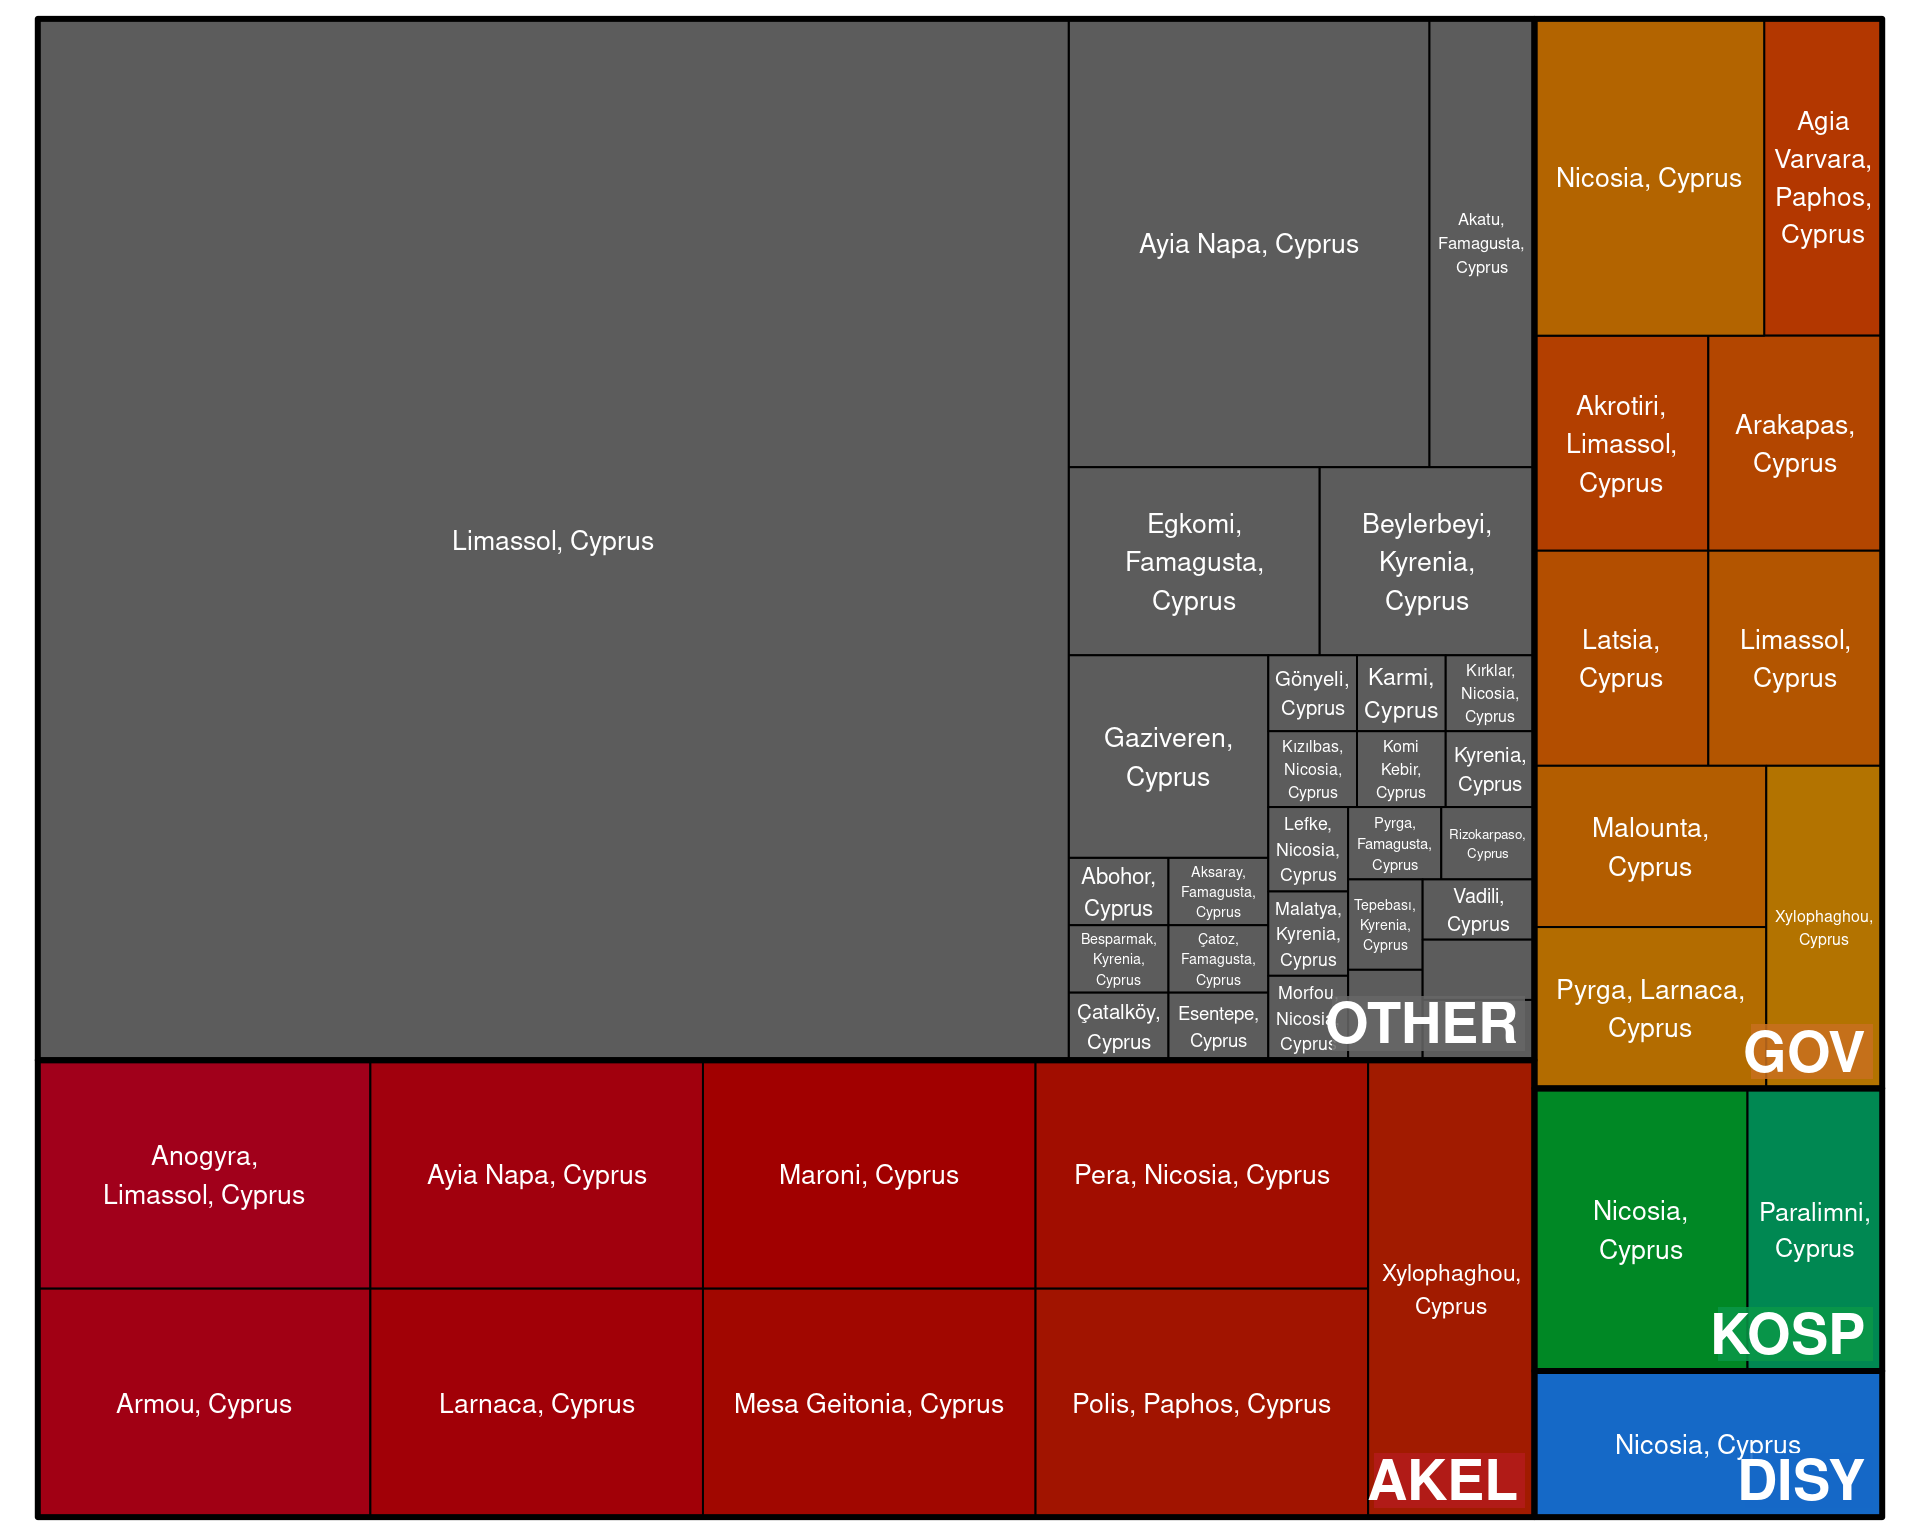 Limassol, Cyprus
Ayia Napa, Cyprus
Akatu,
Famagusta,
Cyprus
Egkomi,
Famagusta,
Cyprus
Beylerbeyi,
Kyrenia,
Cyprus
Gaziveren,
Cyprus
Gönyeli,
Cyprus
Karmi,
Cyprus
Kırklar,
Nicosia,
Cyprus
Kızılbas,
Nicosia,
Cyprus
Komi
Kebir,
Cyprus
Kyrenia,
Cyprus
Lefke,
Nicosia,
Cyprus
Pyrga,
Famagusta,
Cyprus
Rizokarpaso,
Cyprus
Abohor,
Cyprus
Aksaray,
Famagusta,
Cyprus
Malatya,
Kyrenia,
Cyprus
Tepebası,
Kyrenia,
Cyprus
Vadili,
Cyprus
Besparmak,
Kyrenia,
Cyprus
Çatoz,
Famagusta,
Cyprus
Çatalköy,
Cyprus
Esentepe,
Cyprus
Morfou,
Nicosia,
Cyprus
OTHER
Nicosia, Cyprus
Agia
Varvara,
Paphos,
Cyprus
Akrotiri,
Limassol,
Cyprus
Arakapas,
Cyprus
Latsia,
Cyprus
Limassol,
Cyprus
Malounta,
Cyprus
Xylophaghou,
Cyprus
Pyrga, Larnaca,
Cyprus
GOV
Anogyra,
Limassol, Cyprus
Ayia Napa, Cyprus
Maroni, Cyprus
Pera, Nicosia, Cyprus
Xylophaghou,
Cyprus
Armou, Cyprus
Larnaca, Cyprus
Mesa Geitonia, Cyprus
Polis, Paphos, Cyprus
AKEL
Nicosia,
Cyprus
Paralimni,
Cyprus
KOSP
Nicosia, Cyprus
DISY